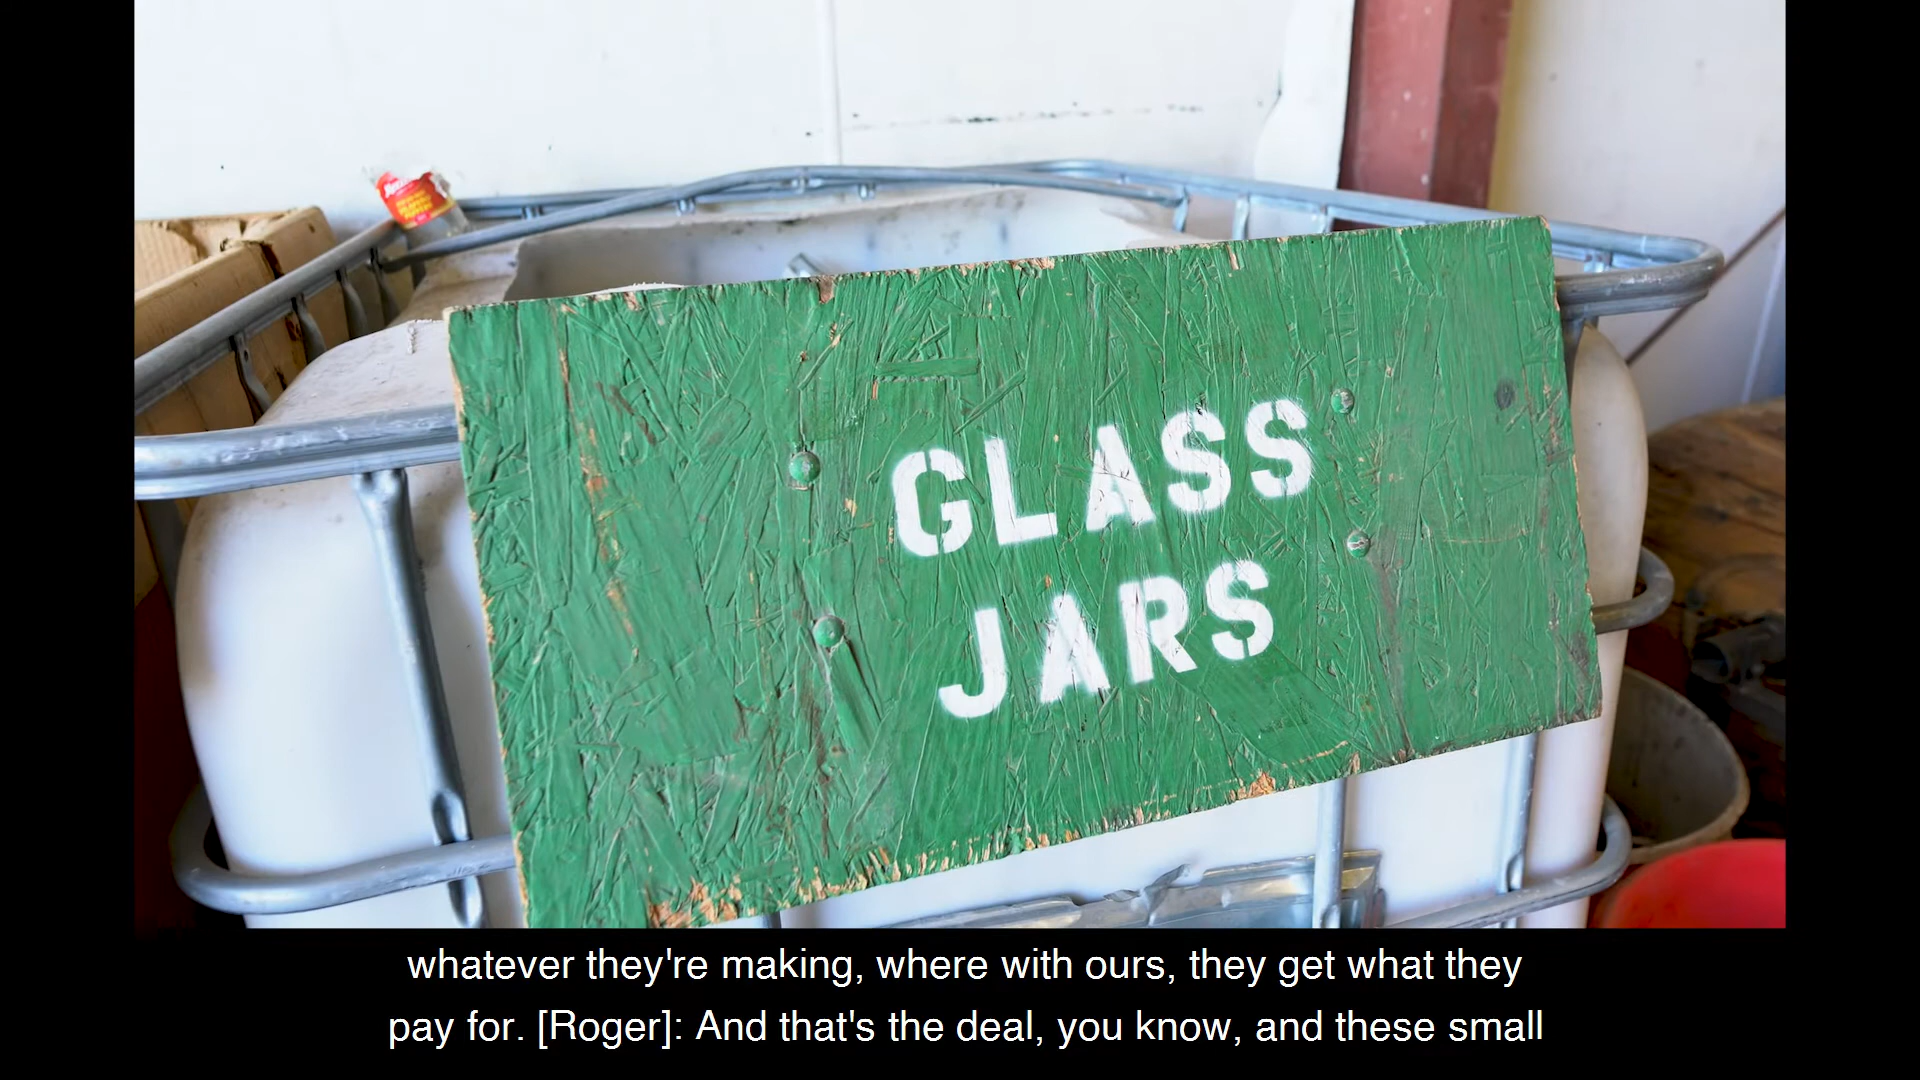 GLASS
JARS
whatever they're making, where with ours, they get what they
pay for. [Roger]: And that's the deal, you know, and these small